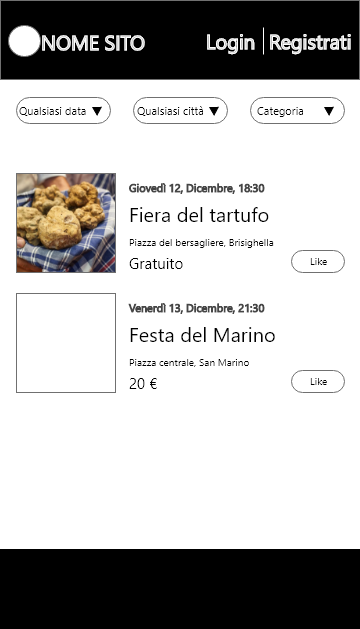 NOME SITO
Login Registrati
Qualsiasi data
Qualsiasi città
Categoria
Giovedì 12, Dicembre, 18:30
Fiera del tartufo
Piazza del bersagliere, Brisighella
Gratuito
Like
Venerdì 13, Dicembre, 21:30
Festa del Marino
Piazza centrale, San Marino
20 €
Like